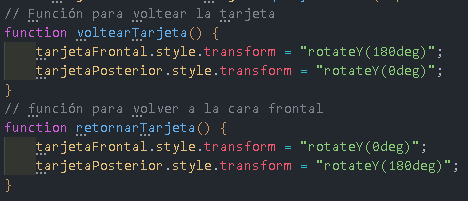 // Función para voltear la tarjeta
function voltearTarjeta() {
    tarjetaFrontal.style.transform = "rotateY(180deg)";
    tarjetaPosterior.style.transform = "rotateY(0deg)";
}
// función para volver a la cara frontal
function retornarTarjeta() {
    tarjetaFrontal.style.transform = "rotateY(0deg)";
    tarjetaPosterior.style.transform = "rotateY(180deg)";
}